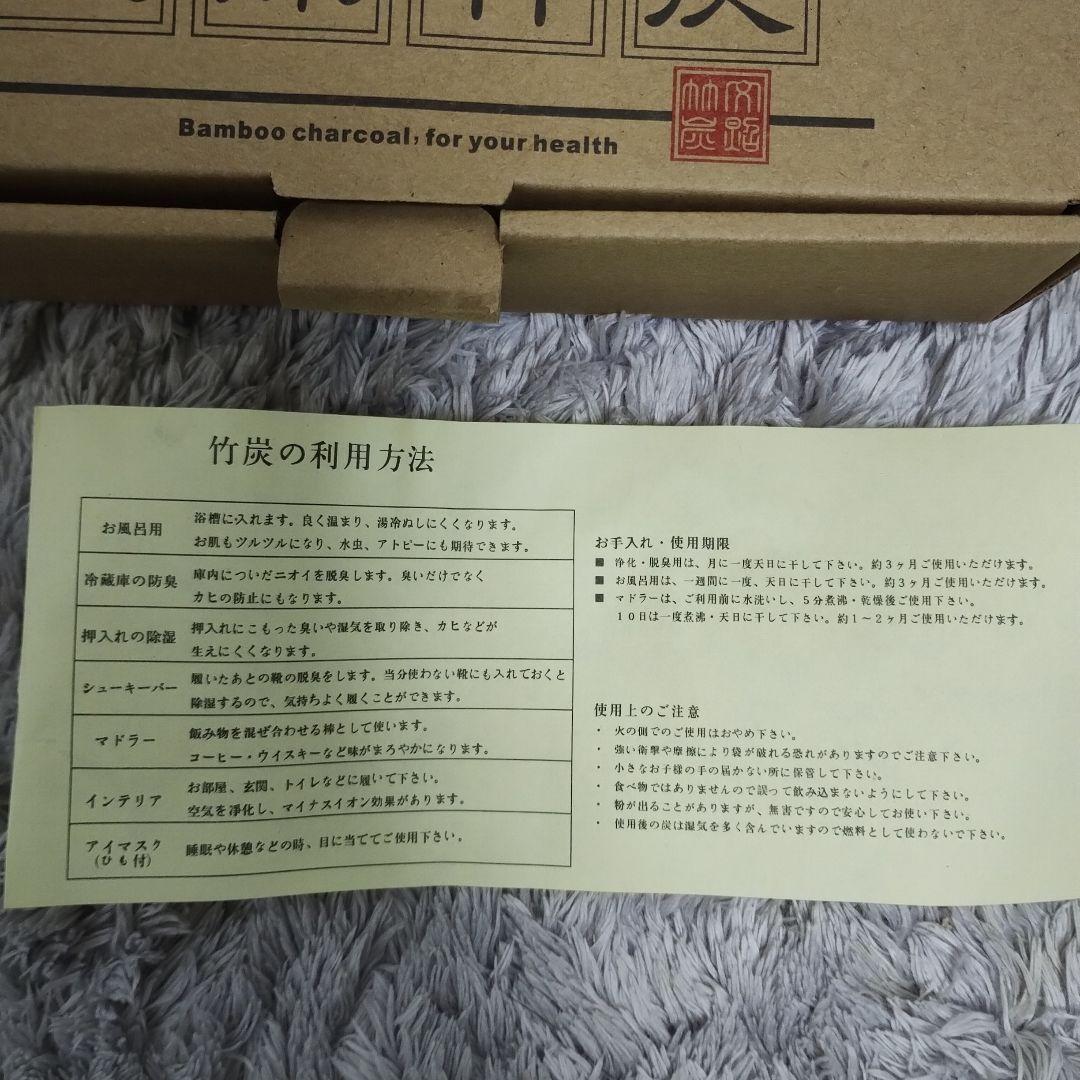 炭
Bamboo charcoal, for your health
竹炭の利用方法
お風呂用
浴槽に入れます。良く温まり、湯冷ぬしにくくなります。
お肌もツルツルになり、水虫、アトピーにも期待できます。
冷蔵庫の防臭
庫内についだニオイを脱臭します。臭いだけでなく
カヒの防止にもなります。
押入れの除湿
押入れにこもった臭いや湿気を取り除き、カヒなどが
生えにくくなります。
シューキーバー
履いたあとの靴の脱臭をします。当分使わない靴にも入れておくと
除湿するので、気持ちよく履くことができます。
マドラー
飯み物を混ぜ合わせる棒として使います。
コーヒー・ウイスキーなど味がまろやかになります。
インテリア
お部屋、玄関、トイレなどに履いて下さい。
空気を浄化し、マイナスイオン効果があります。
アイマスク
(ひも付)
睡眠や休憩などの時、目に当ててご使用下さい。
お手入れ・使用期限
■ 浄化・脱臭用は、月に一度天日に干して下さい。約3ヶ月ご使用いただけます。
■ お風呂用は、一週間に一度、天日に干して下さい。約3ヶ月ご使用いただけます。
■ マドラーは、ご利用前に水洗いし、5分煮沸・乾燥後ご使用下さい。
10日は一度煮沸・天日に干して下さい。約1～2ヶ月ご使用いただけます。
使用上のご注意
・ 火の側でのご使用はおやめ下さい。
・ 強い衝撃や摩擦により袋が破れる恐れがありますのでご注意下さい。
・ 小さなお子様の手の届かない所に保管して下さい。
・ 食べ物ではありませんので誤って飲み込まないようにして下さい。
・ 粉が出ることがありますが、無害ですので安心してお使い下さい。
・ 使用後の炭は湿気を多く含んでいますので燃料として使わないで下さい。